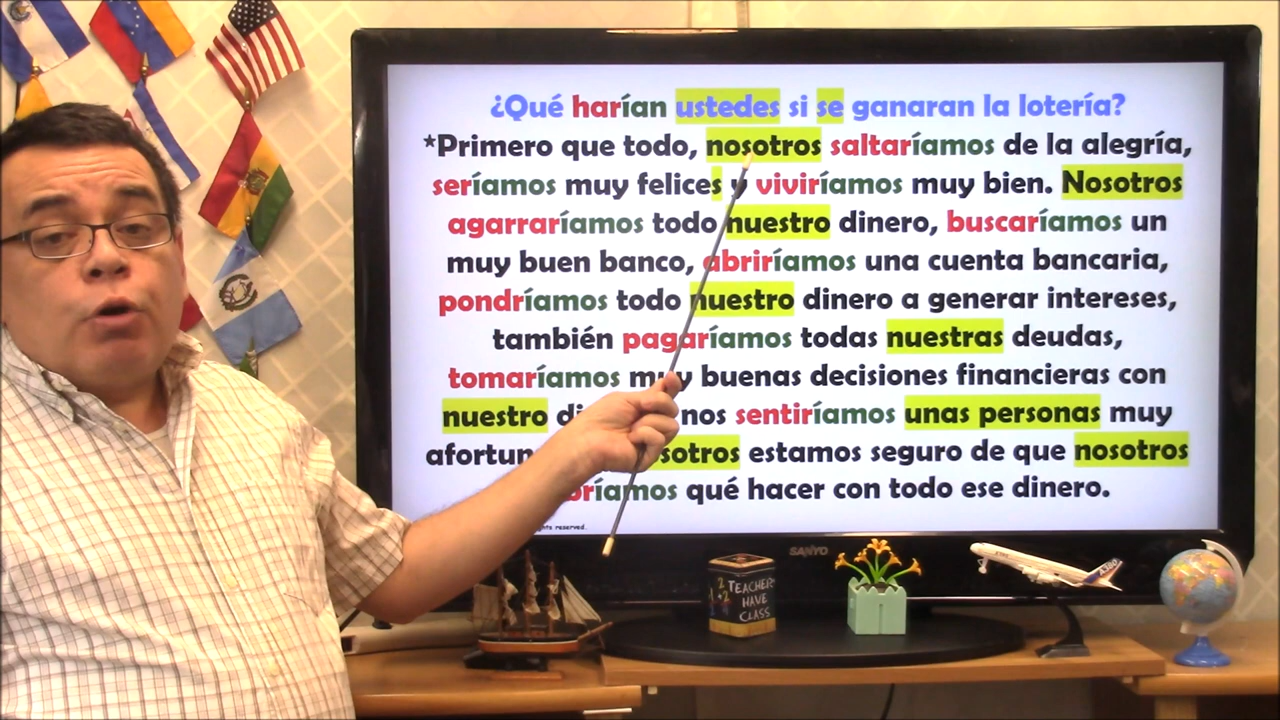 ¿Qué harían ustedes si se ganaran la lotería?
*Primero que todo, nosotros saltaríamos de la alegría,
seríamos muy felices y viviríamos muy bien. Nosotros
agarraríamos todo nuestro dinero, buscaríamos un
muy buen banco, abriríamos una cuenta bancaria,
pondríamos todo nuestro dinero a generar intereses,
también pagaríamos todas nuestras deudas,
tomaríamos muy buenas decisiones financieras con
nuestro nos sentiríamos unas personas muy
estamos seguro de que nosotros
qué hacer con todo ese dinero.
reserved.
SANYO
TEACHERS
HAVE
CLASS
A380